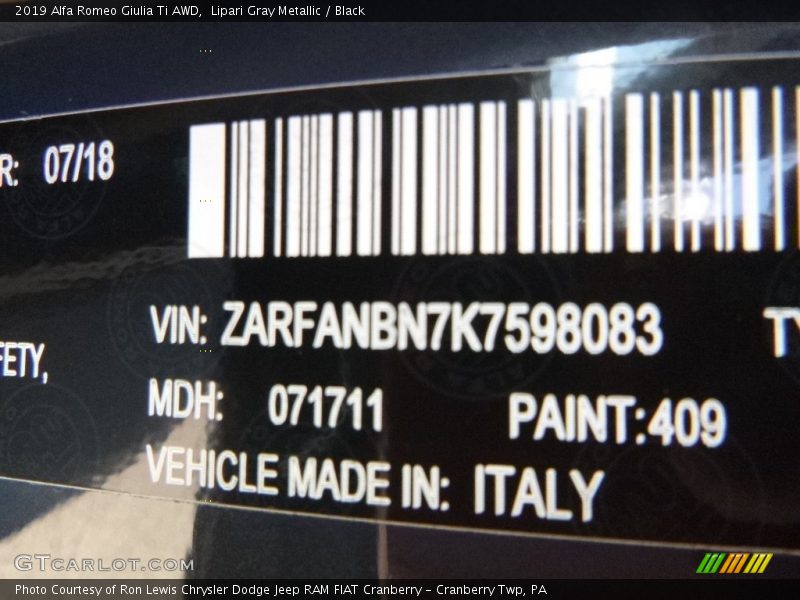 2019 Alfa Romeo Giulia Ti AWD,  Lipari Gray Metallic / Black
R: 07/18
VIN: ZARFANBN7K7598083
TY
FETY,
MDH: 071711 PAINT:409
VEHICLE MADE IN: ITALY
GTCARLOT.COM
Photo Courtesy of Ron Lewis Chrysler Dodge Jeep RAM FIAT Cranberry - Cranberry Twp, PA